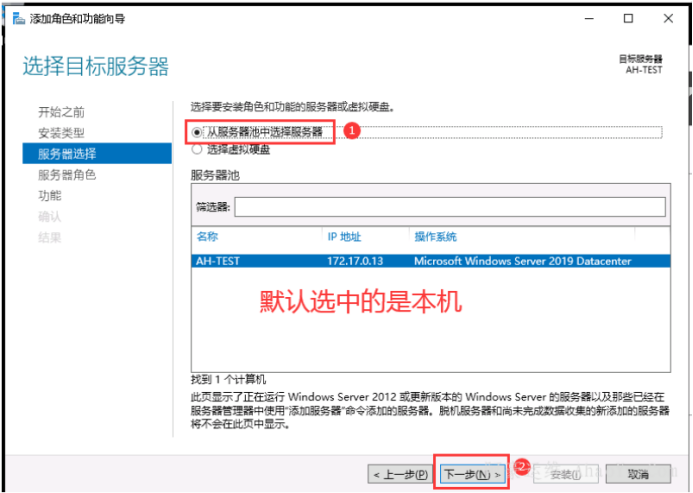 添加角色和功能向导
选择目标服务器
目标服务器
AH-TEST
开始之前
安装类型
服务器选择
服务器角色
功能
确认
结果
选择要安装角色和功能的服务器或虚拟硬盘。
从服务器池中选择服务器
1
选择虚拟硬盘
服务器池
筛选器:
名称 IP 地址 操作系统
AH-TEST 172.17.0.13 Microsoft Windows Server 2019 Datacenter
默认选中的是本机
找到 1 个计算机
此页显示了正在运行 Windows Server 2012 或更新版本的 Windows Server 的服务器以及那些已经在
服务器管理器中使用"添加服务器"命令添加的服务器。脱机服务器和尚未完成数据收集的新添加的服务器
将不会在此页中显示。
< 上一步(P) 下一步(N) > 2 安装(I) 取消